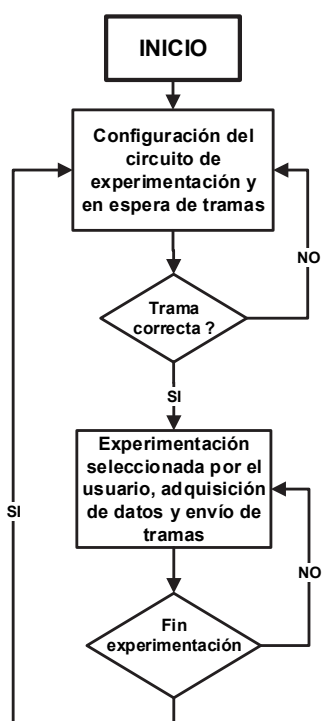 INICIO
Configuración del
circuito de
experimentación y
en espera de tramas
NO
Trama
correcta ?
SI
Experimentación
seleccionada por el
usuario, adquisición
de datos y envío de
tramas
SI
NO
Fin
experimentación